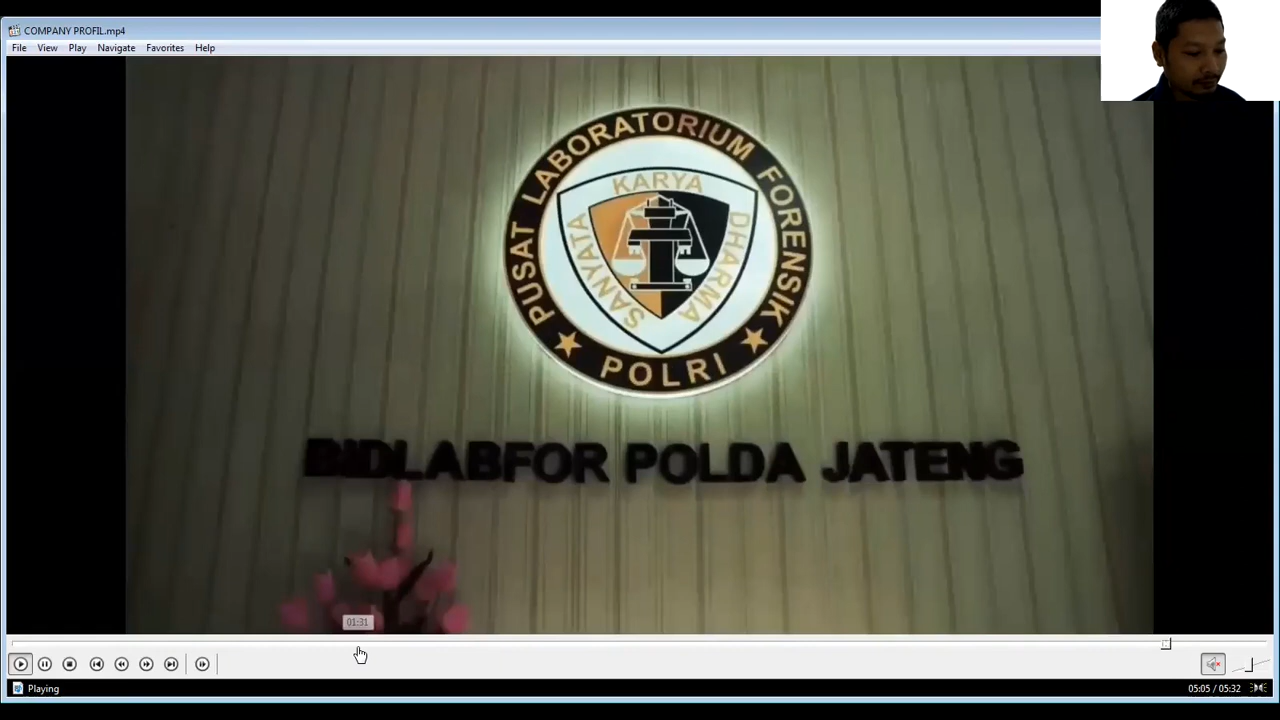 COMPANY PROFIL.mp4
File View Play Navigate Favorites Help
PUSAT LABORATORIUM FORENSIK
KARYA
SANYATA
DHARMA
POLRI
BIDLABFOR POLDA JATENG
01:31
Playing
05:05 / 05:32